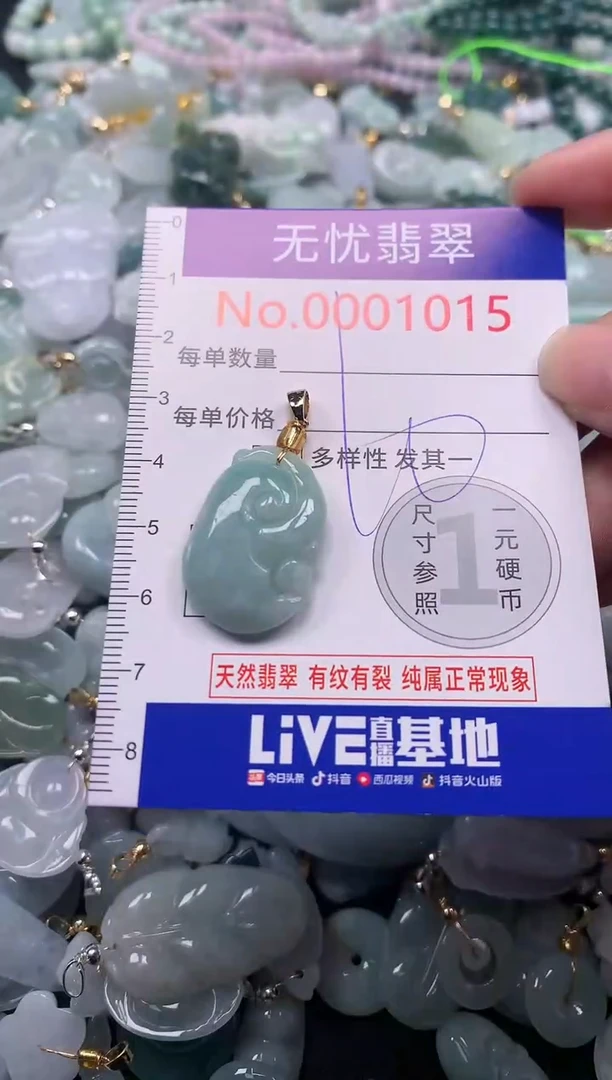 0
无忧翡翠
1
No.0001015
2
每单数量
3
每单价格
4
多样性 发其一
5
尺寸参照
1
一元硬币
6
7
天然翡翠 有纹有裂 纯属正常现象
8
LiVE直播基地
今日头条 抖音 西瓜视频 抖音火山版